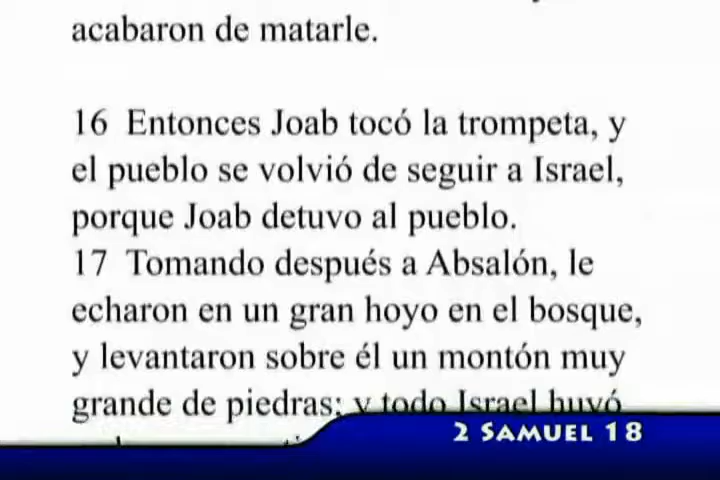 acabaron de matarle.
16 Entonces Joab tocó la trompeta, y
el pueblo se volvió de seguir a Israel,
porque Joab detuvo al pueblo.
17 Tomando después a Absalón, le
echaron en un gran hoyo en el bosque,
y levantaron sobre él un montón muy
grande de piedras; y todo Israel huyó
2 SAMUEL 18